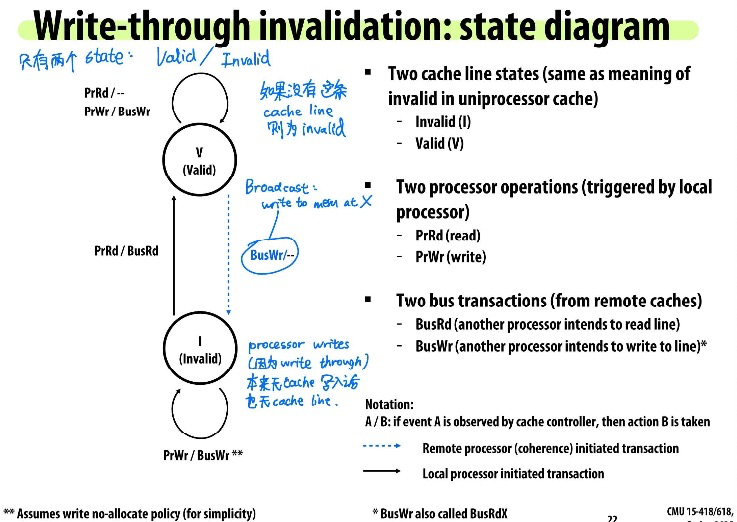 Write-through invalidation: state diagram
只有两个 state: Valid / Invalid
PrRd / --
PrWr / BusWr
如果没有这条
cache line
则为 invalid
V
(Valid)
Broadcast:
write to mem at X
PrRd / BusRd
BusWr/--
I
(Invalid)
processor writes
(因为 write through)
本来无 cache 写入后
也无 cache line.
PrWr / BusWr **
▪ Two cache line states (same as meaning of
invalid in uniprocessor cache)
- Invalid (I)
- Valid (V)
▪ Two processor operations (triggered by local
processor)
- PrRd (read)
- PrWr (write)
▪ Two bus transactions (from remote caches)
- BusRd (another processor intends to read line)
- BusWr (another processor intends to write to line)*
Notation:
A / B: if event A is observed by cache controller, then action B is taken
Remote processor (coherence) initiated transaction
Local processor initiated transaction
** Assumes write no-allocate policy (for simplicity)
* BusWr also called BusRdX
22
CMU 15-418/618,